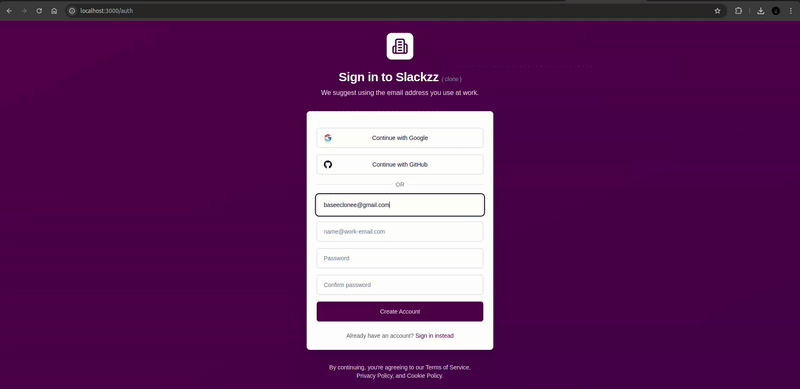 localhost:3000/auth
Sign in to Slackzz (clone)
We suggest using the email address you use at work.
Continue with Google
Continue with GitHub
OR
baseeclonee@gmail.com
name@work-email.com
Password
Confirm password
Create Account
Already have an account? Sign in instead
By continuing, you're agreeing to our Terms of Service,
Privacy Policy, and Cookie Policy.